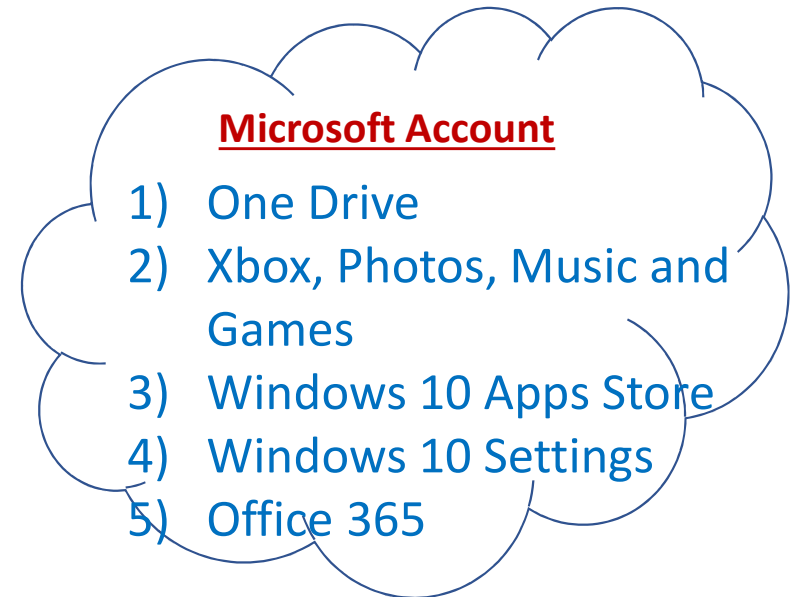 Microsoft Account
1) One Drive
2) Xbox, Photos, Music and
Games
3) Windows 10 Apps Store
4) Windows 10 Settings
5) Office 365